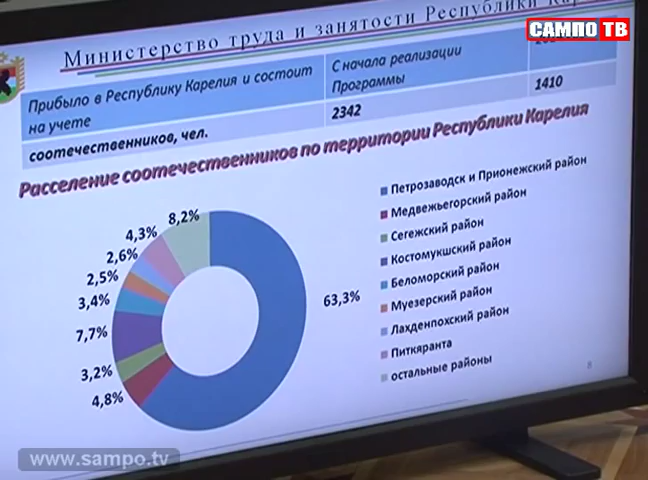 САМПО ТВ
Министерство труда и занятости Республики
Прибыло в Республику Карелия и состоит
на учете
С начала реализации
Программы
соотечественников, чел.
2342
1410
Расселение соотечественников по территории Республики Карелия
8,2%
4,3%
2,6%
2,5%
3,4%
7,7%
3,2%
4,8%
63,3%
Петрозаводск и Прионежский район
Медвежьегорский район
Сегежский район
Костомукшский район
Беломорский район
Муезерский район
Лахденпохский район
Питкяранта
остальные районы
8
www.sampo.tv